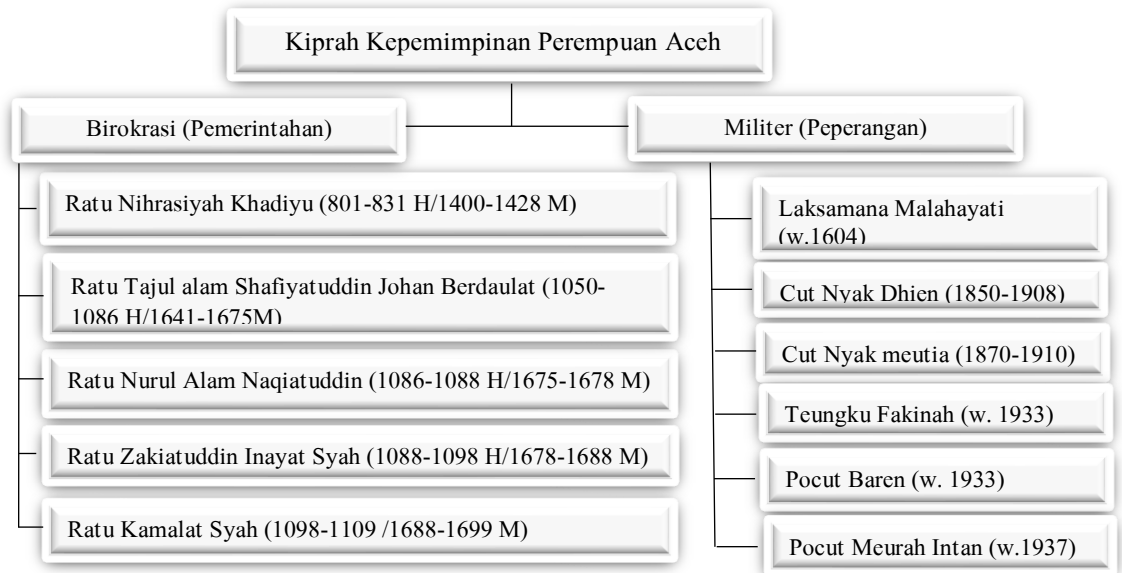 Kiprah Kepemimpinan Perempuan Aceh
Birokrasi (Pemerintahan)
Ratu Nihrasiyah Khadiyu (801-831 H/1400-1428 M)
Ratu Tajul alam Shafiyatuddin Johan Berdaulat (1050-
1086 H/1641-1675M)
Ratu Nurul Alam Naqiatuddin (1086-1088 H/1675-1678 M)
Ratu Zakiatuddin Inayat Syah (1088-1098 H/1678-1688 M)
Ratu Kamalat Syah (1098-1109 /1688-1699 M)
Militer (Peperangan)
Laksamana Malahayati
(w.1604)
Cut Nyak Dhien (1850-1908)
Cut Nyak meutia (1870-1910)
Teungku Fakinah (w. 1933)
Pocut Baren (w. 1933)
Pocut Meurah Intan (w.1937)